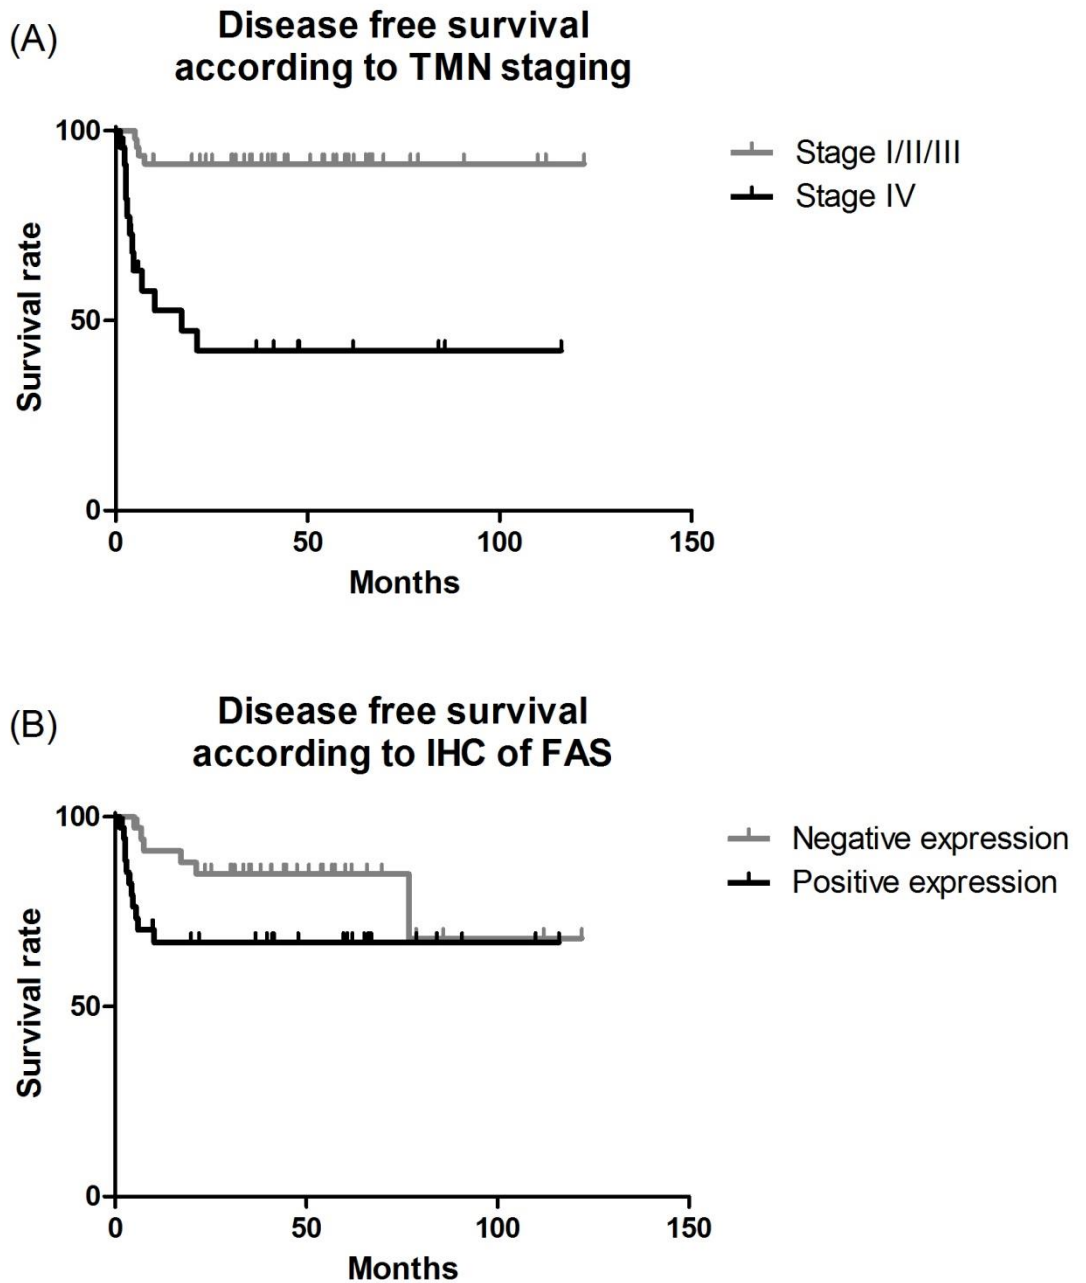 (A)
Disease free survival
according to TMN staging
100
50
0
Survival rate
0 50 100 150
Months
Stage I/II/III
Stage IV
(B)
Disease free survival
according to IHC of FAS
100
50
0
Survival rate
0 50 100 150
Months
Negative expression
Positive expression